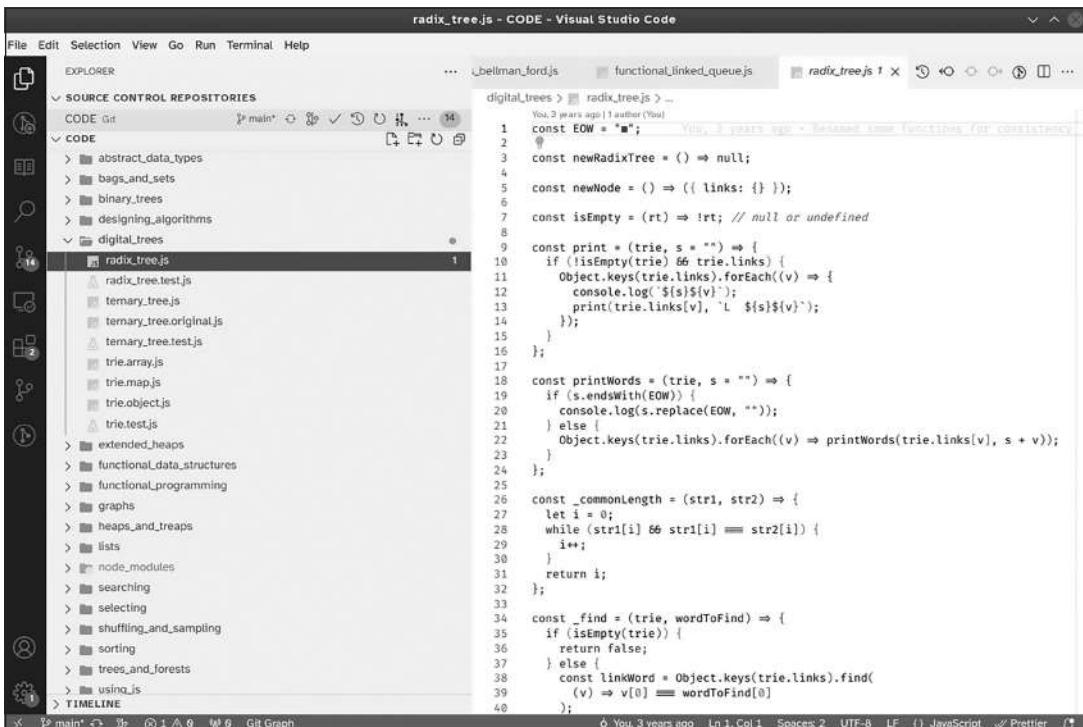 radix_tree.js - CODE - Visual Studio Code
File Edit Selection View Go Run Terminal Help
EXPLORER
SOURCE CONTROL REPOSITORIES
CODE Git main* 14
CODE
abstract_data_types
bags_and_sets
binary_trees
designing_algorithms
digital_trees
radix_tree.js 1
radix_tree.test.js
ternary_tree.js
ternary_tree.original.js
ternary_tree.test.js
trie.array.js
trie.map.js
trie.object.js
trie.test.js
extended_heaps
functional_data_structures
functional_programming
graphs
heaps_and_treaps
lists
node_modules
searching
selecting
shuffling_and_sampling
sorting
trees_and_forests
using_js
TIMELINE
14
2
1
_bellman_ford.js functional_linked_queue.js radix_tree.js 1
digital_trees > radix_tree.js > ...
You, 3 years ago | 1 author (You)
1 const EOW = "■"; You, 3 years ago • Renamed some functions for consistency
2
3 const newRadixTree = () => null;
4
5 const newNode = () => ({ links: {} });
6
7 const isEmpty = (rt) => !rt; // null or undefined
8
9 const print = (trie, s = "") => {
10 if (!isEmpty(trie) && trie.links) {
11 Object.keys(trie.links).forEach((v) => {
12 console.log(`${s}${v}`);
13 print(trie.links[v], `L  ${s}${v}`);
14 });
15 }
16 };
17
18 const printWords = (trie, s = "") => {
19 if (s.endsWith(EOW)) {
20 console.log(s.replace(EOW, ""));
21 } else {
22 Object.keys(trie.links).forEach((v) => printWords(trie.links[v], s + v));
23 }
24 };
25
26 const _commonLength = (str1, str2) => {
27 let i = 0;
28 while (str1[i] && str1[i] === str2[i]) {
29 i++;
30 }
31 return i;
32 };
33
34 const _find = (trie, wordToFind) => {
35 if (isEmpty(trie)) {
36 return false;
37 } else {
38 const linkWord = Object.keys(trie.links).find(
39 (v) => v[0] === wordToFind[0]
40 );
main* 1 0 0 Git Graph You, 3 years ago Ln 1, Col 1 Spaces: 2 UTF-8 LF {} JavaScript Prettier